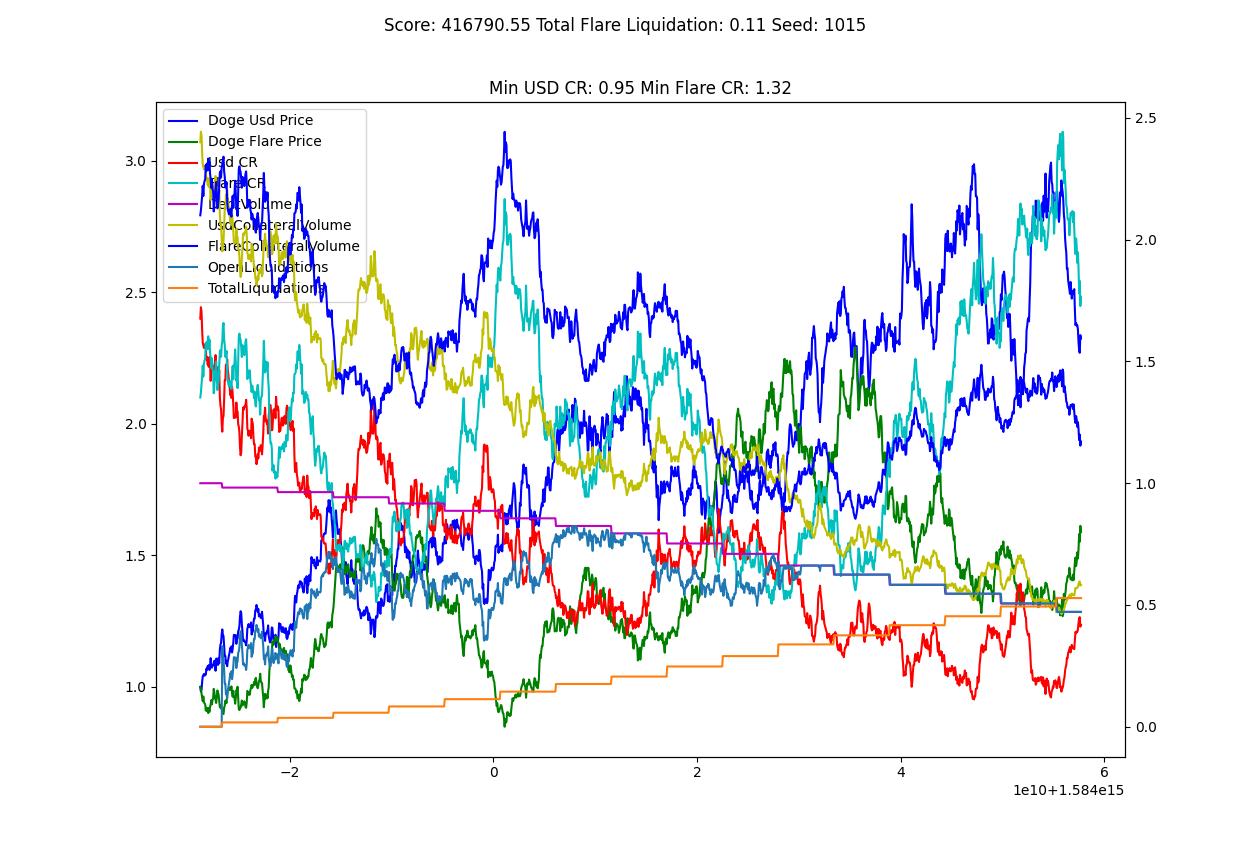 Score: 416790.55 Total Flare Liquidation: 0.11 Seed: 1015
Min USD CR: 0.95 Min Flare CR: 1.32
Doge Usd Price
Doge Flare Price
Usd CR
Flare CR
DebtVolume
UsdCollateralVolume
FlareCollateralVolume
OpenLiquidations
TotalLiquidations
3.0
2.5
2.0
1.5
1.0
2.5
2.0
1.5
1.0
0.5
0.0
−2
0
2
4
6
1e10+1.584e15